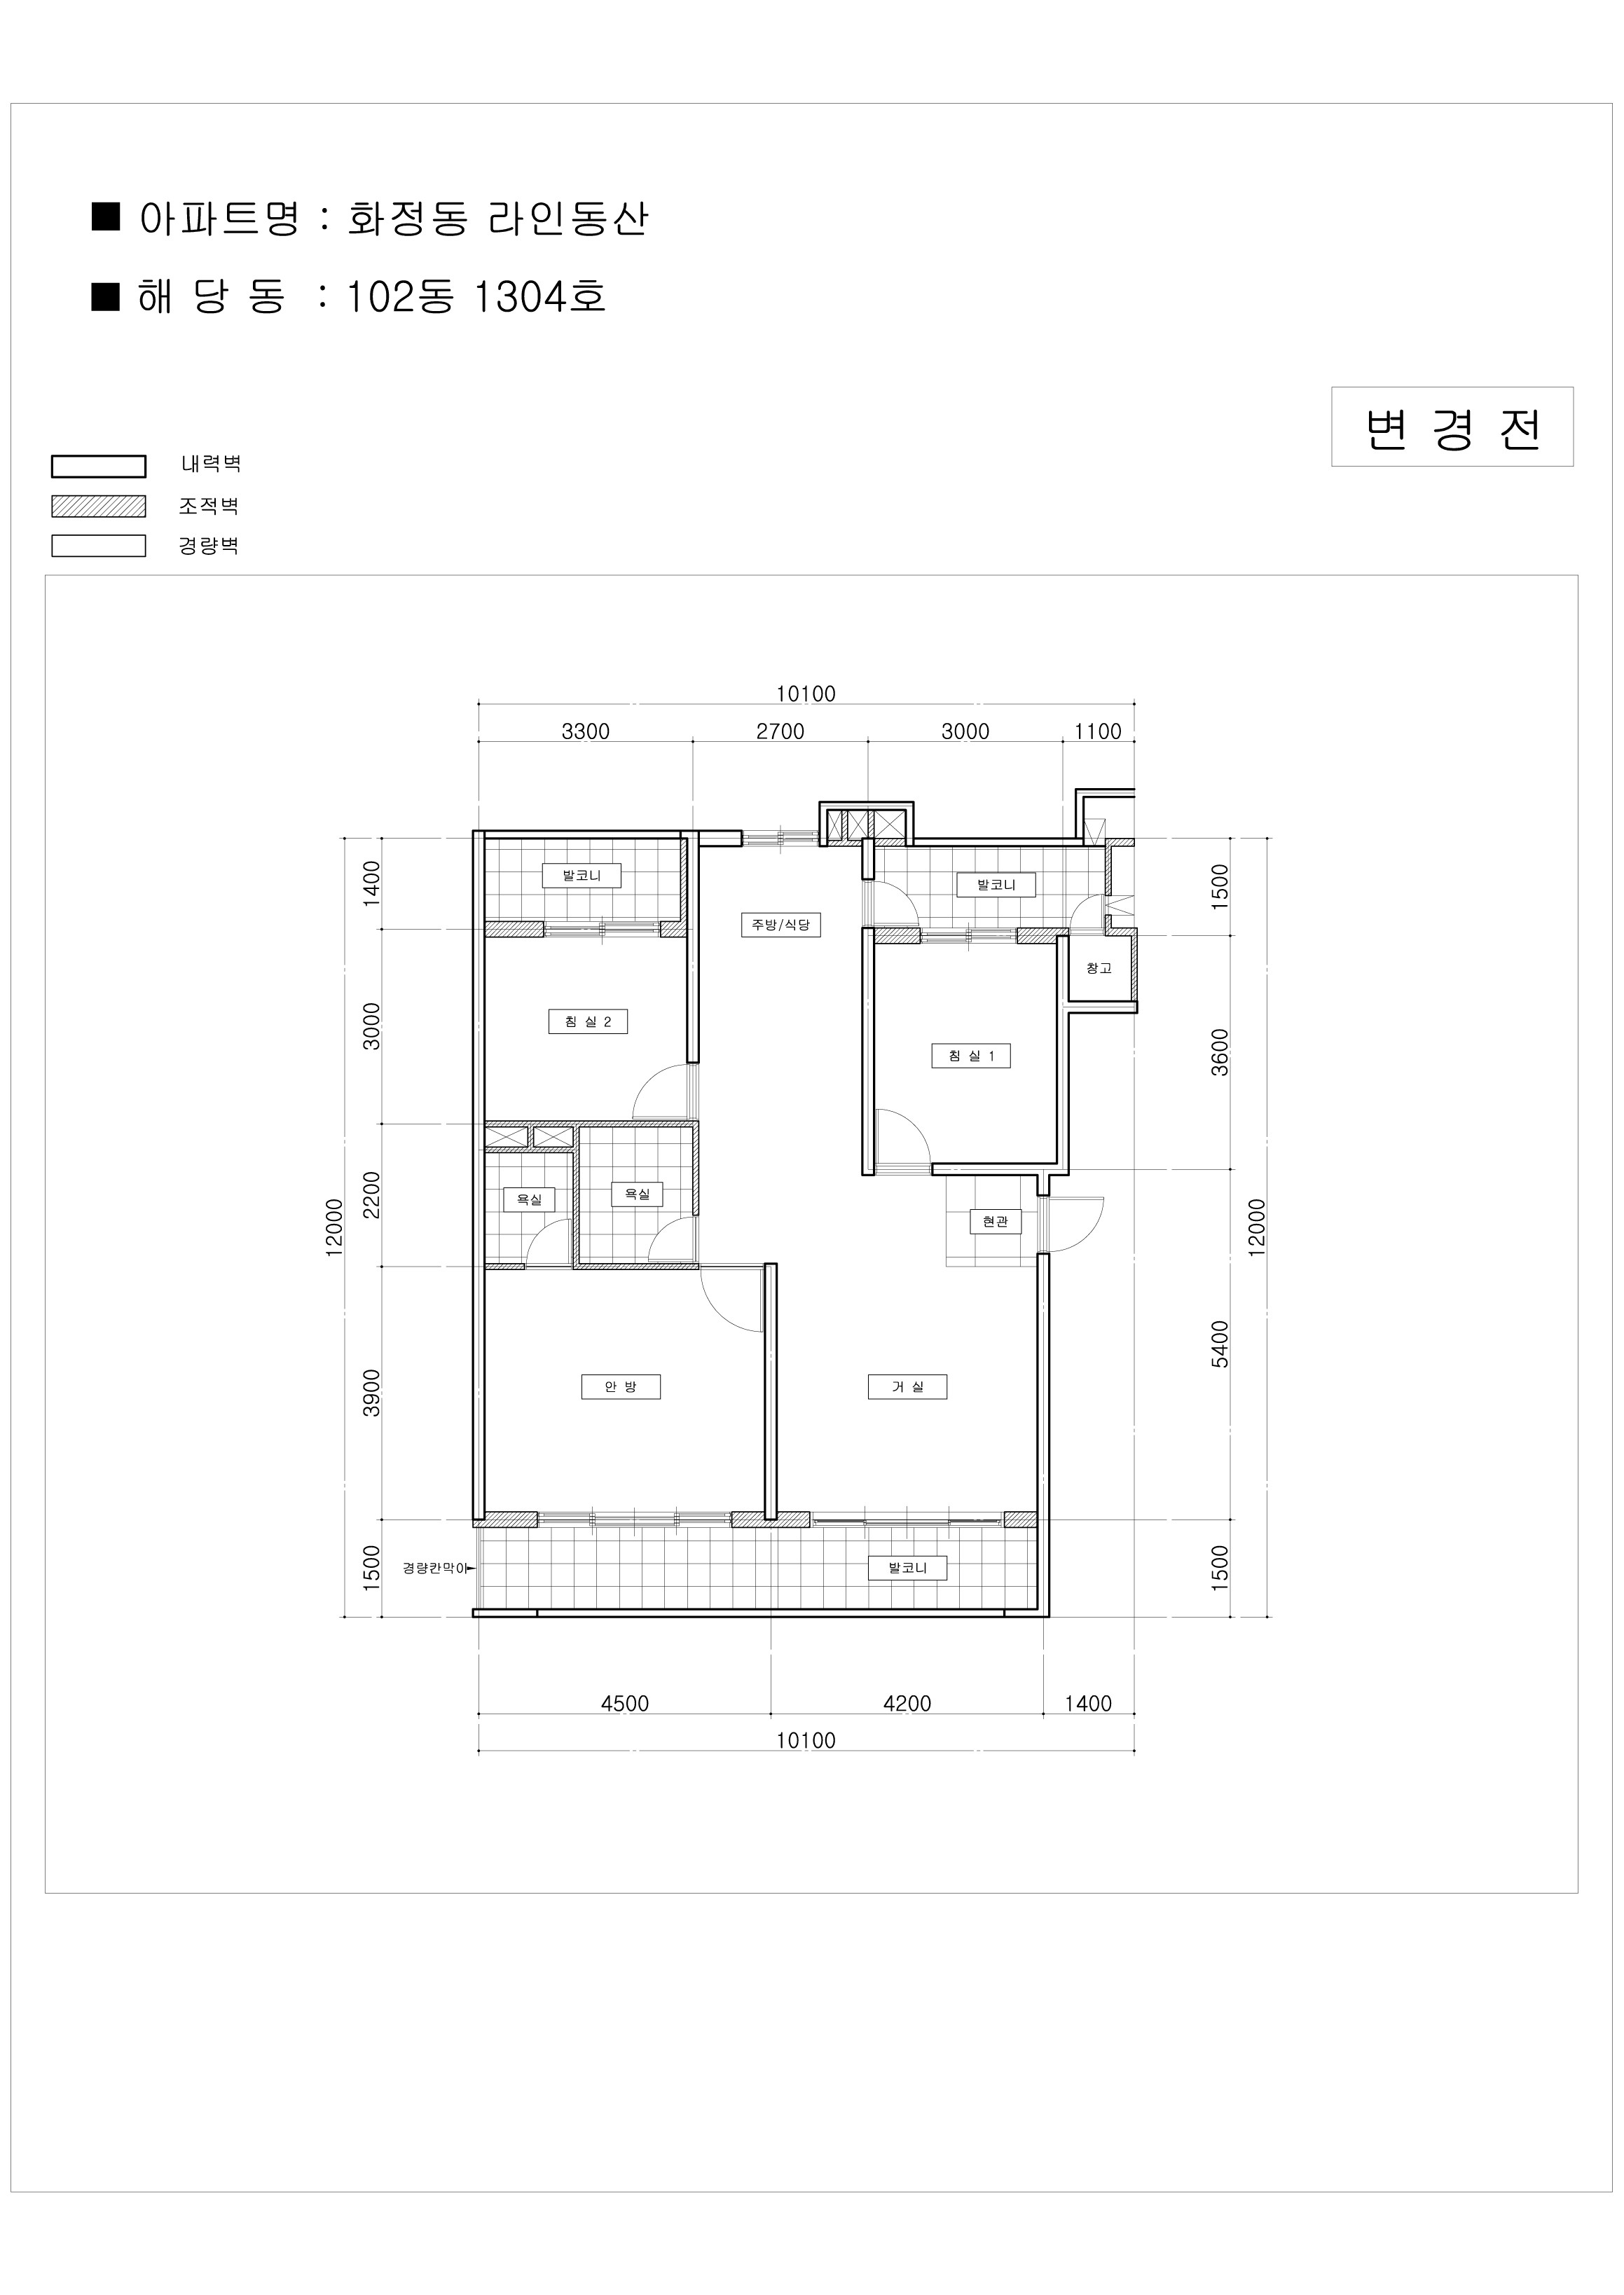 ■ 아파트명 : 화정동 라인동산
■ 해 당 동 : 102동 1304호
변 경 전
내력벽
조적벽
경량벽
10100
3300 2700 3000 1100
발코니
발코니
주방/식당
창고
침 실 2
침 실 1
욕실
욕실
현관
안 방
거 실
경량칸막이
발코니
1400
3000
2200
3900
1500
12000
1500
3600
5400
1500
12000
4500 4200 1400
10100